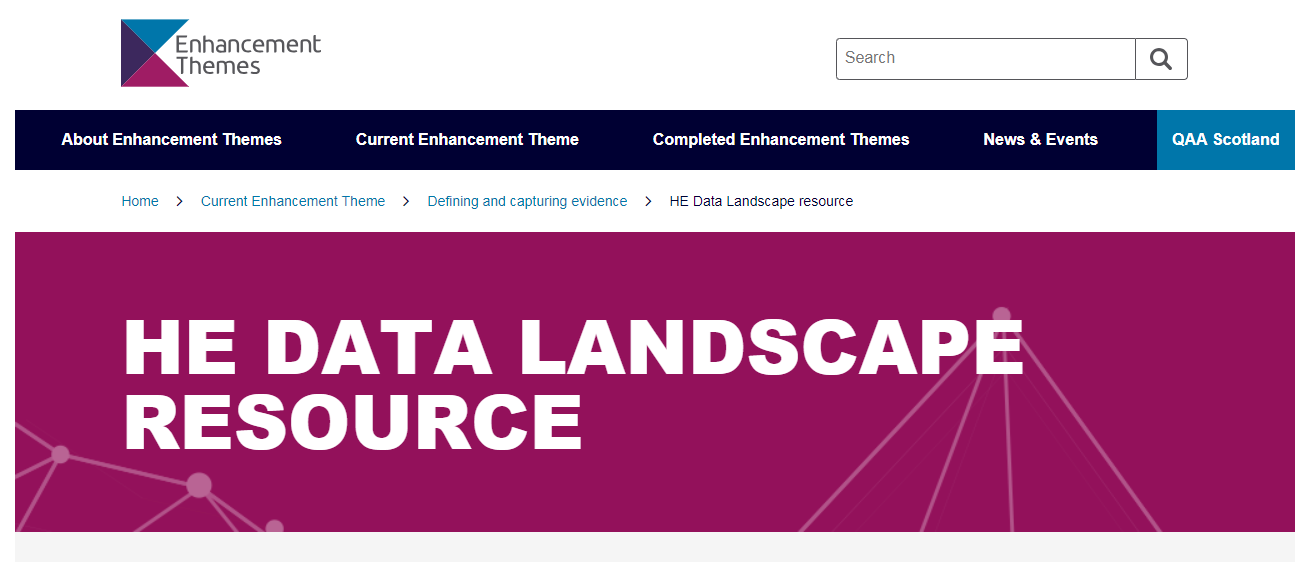 Enhancement
Themes
Search
About Enhancement Themes
Current Enhancement Theme
Completed Enhancement Themes
News & Events
QAA Scotland
Home > Current Enhancement Theme > Defining and capturing evidence > HE Data Landscape resource
HE DATA LANDSCAPE
RESOURCE